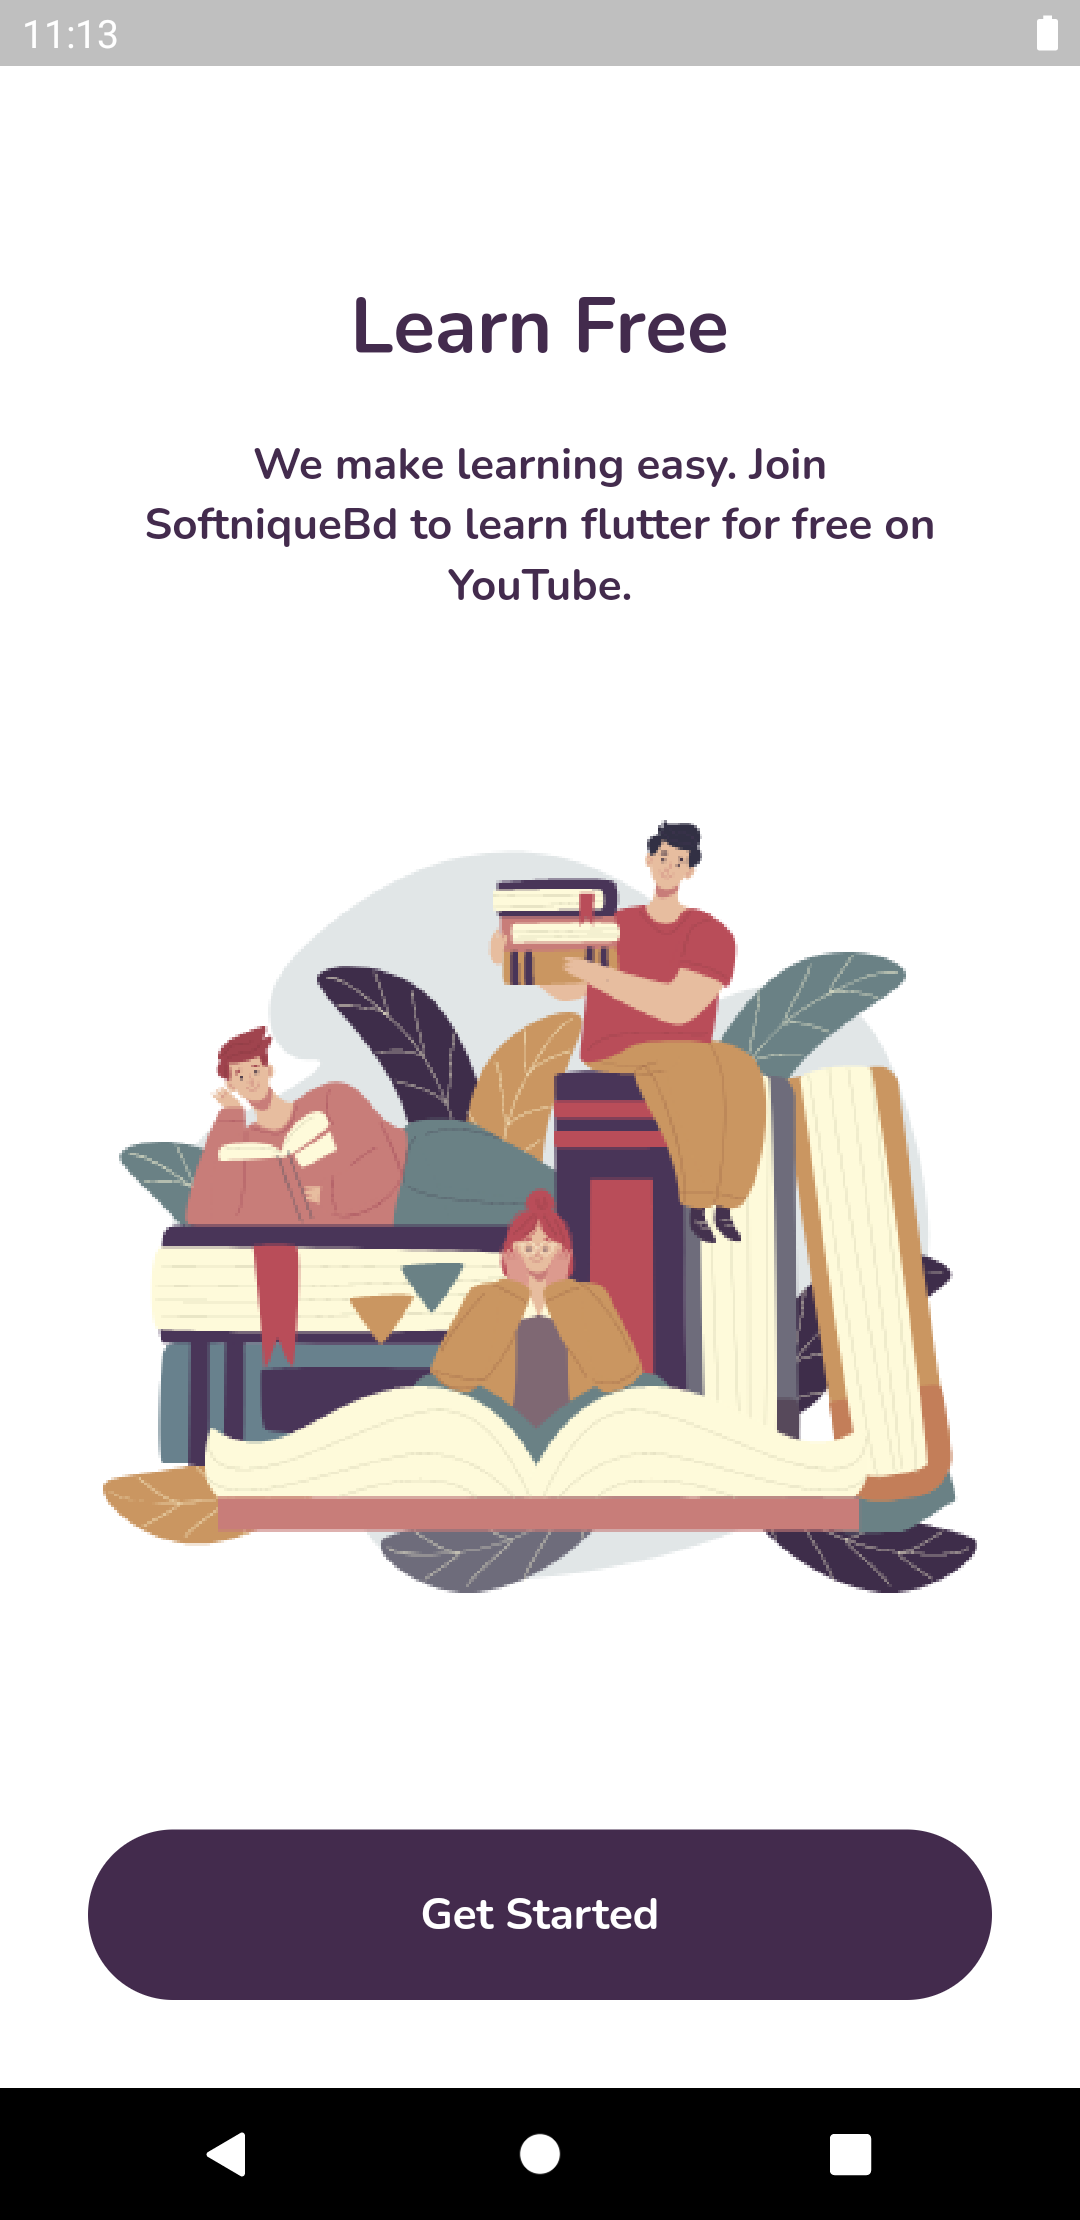 11:13
Learn Free
We make learning easy. Join
SoftniqueBd to learn flutter for free on
YouTube.
Get Started